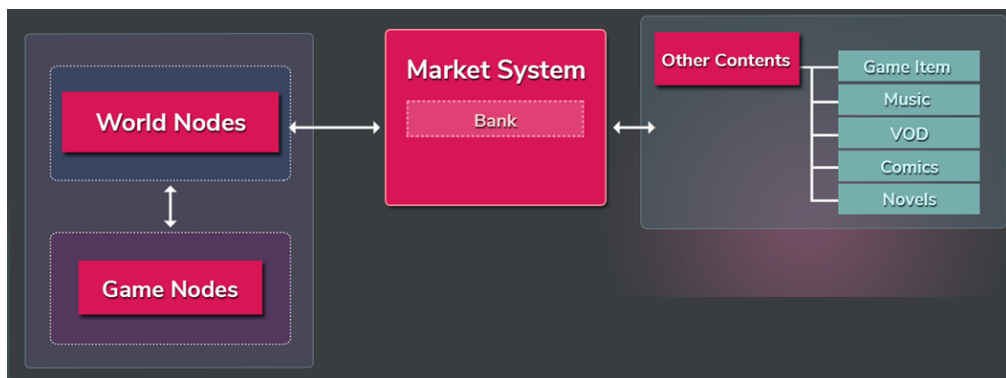 World Nodes
Game Nodes
Market System
Bank
Other Contents
Game Item
Music
VOD
Comics
Novels